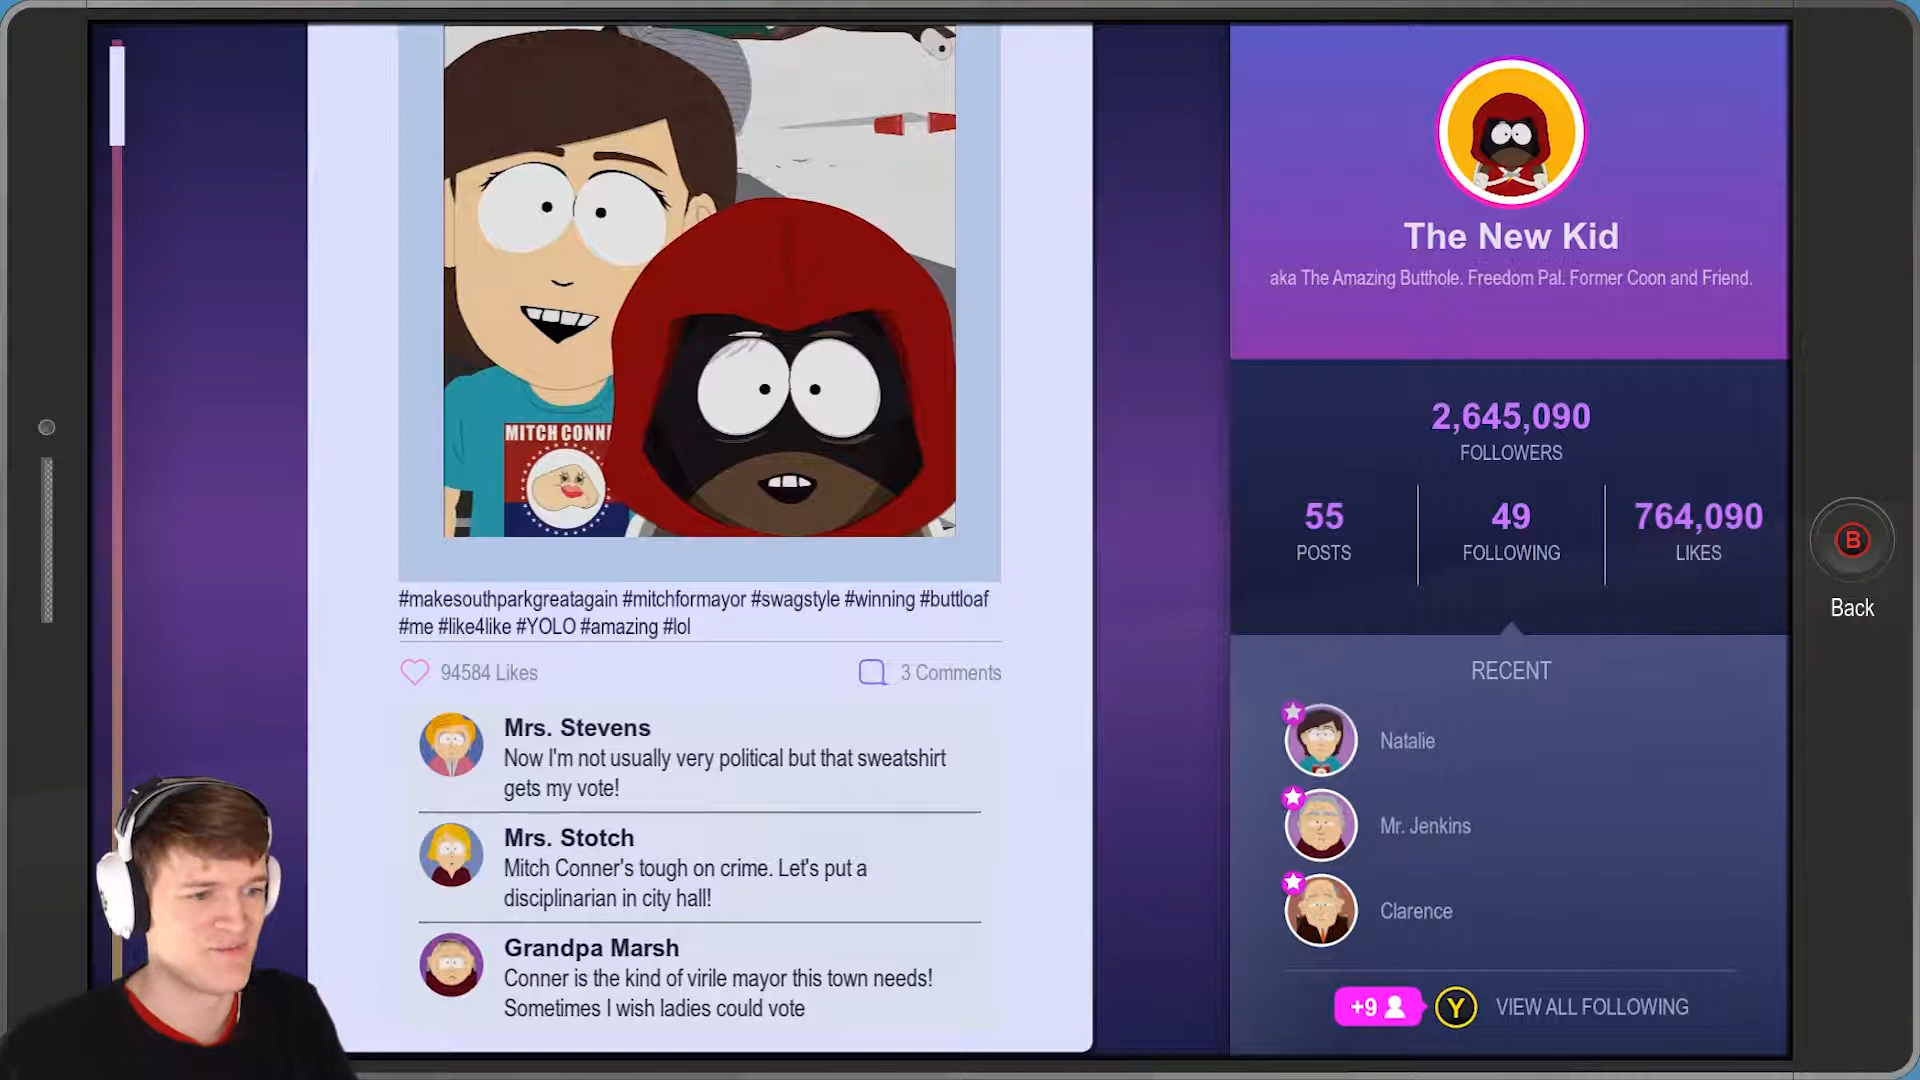 MITCH CONN
#makesouthparkgreatagain #mitchformayor #swagstyle #winning #buttloaf
#me #like4like #YOLO #amazing #lol
94584 Likes
3 Comments
Mrs. Stevens
Now I'm not usually very political but that sweatshirt
gets my vote!
Mrs. Stotch
Mitch Conner's tough on crime. Let's put a
disciplinarian in city hall!
Grandpa Marsh
Conner is the kind of virile mayor this town needs!
Sometimes I wish ladies could vote
The New Kid
aka The Amazing Butthole. Freedom Pal. Former Coon and Friend.
2,645,090
FOLLOWERS
55
POSTS
49
FOLLOWING
764,090
LIKES
RECENT
Natalie
Mr. Jenkins
Clarence
+9
Y
VIEW ALL FOLLOWING
B
Back